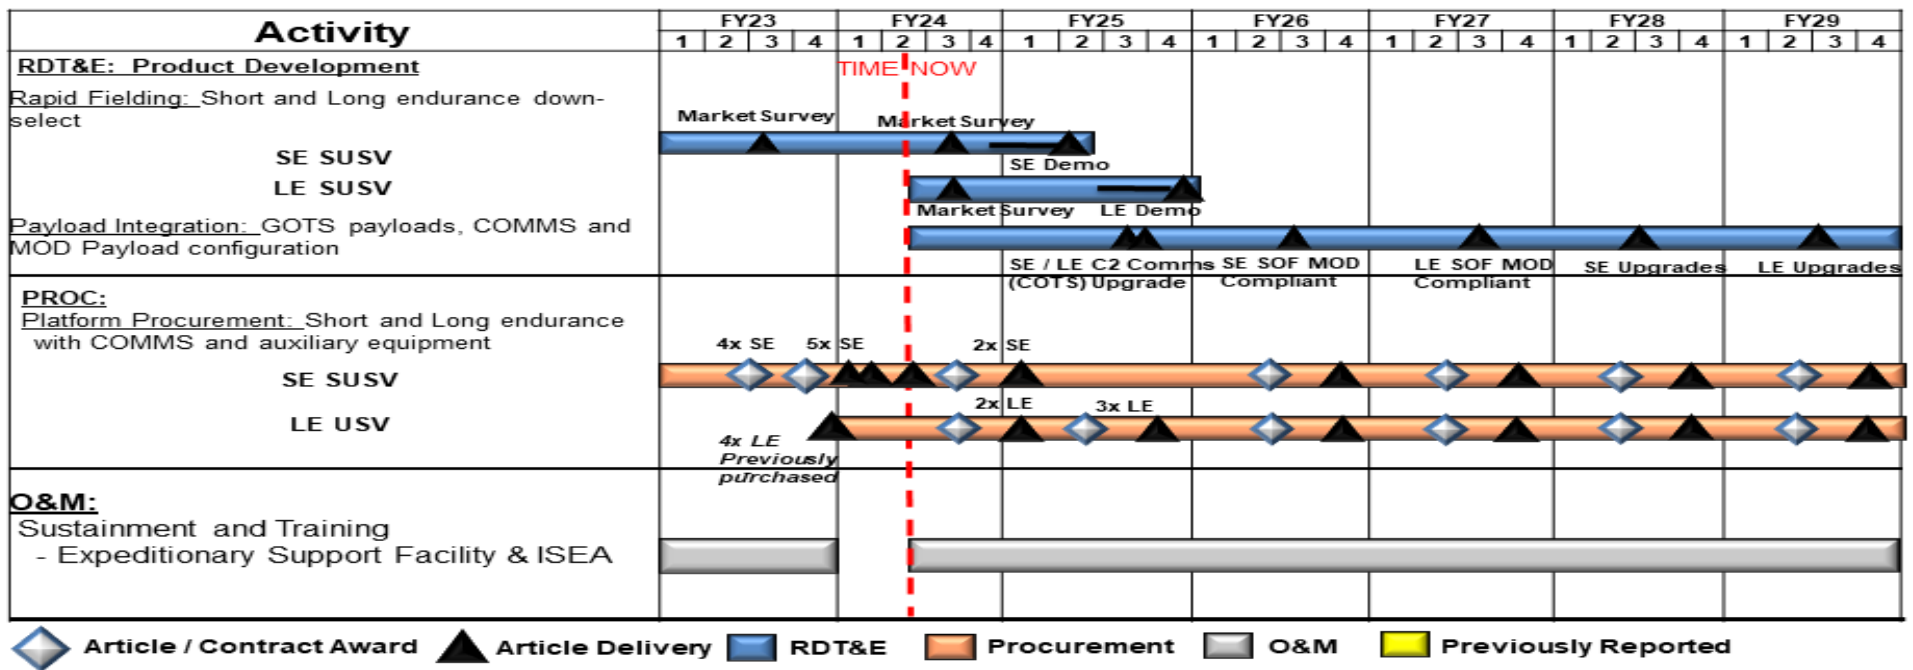 Activity
FY23 FY24 FY25 FY26 FY27 FY28 FY29
1 2 3 4 1 2 3 4 1 2 3 4 1 2 3 4 1 2 3 4 1 2 3 4 1 2 3 4
RDT&E: Product Development
TIME NOW
Rapid Fielding: Short and Long endurance down-
select
Market Survey Market Survey
SE SUSV
SE Demo
LE SUSV
Market Survey LE Demo
Payload Integration: GOTS payloads, COMMS and
MOD Payload configuration
SE / LE C2 Comms
(COTS) Upgrade
SE SOF MOD
Compliant
LE SOF MOD
Compliant
SE Upgrades
LE Upgrades
PROC:
Platform Procurement: Short and Long endurance
with COMMS and auxiliary equipment
4x SE 5x SE 2x SE
SE SUSV
2x LE 3x LE
LE USV
4x LE
Previously
purchased
O&M:
Sustainment and Training
- Expeditionary Support Facility & ISEA
Article / Contract Award Article Delivery RDT&E Procurement O&M Previously Reported